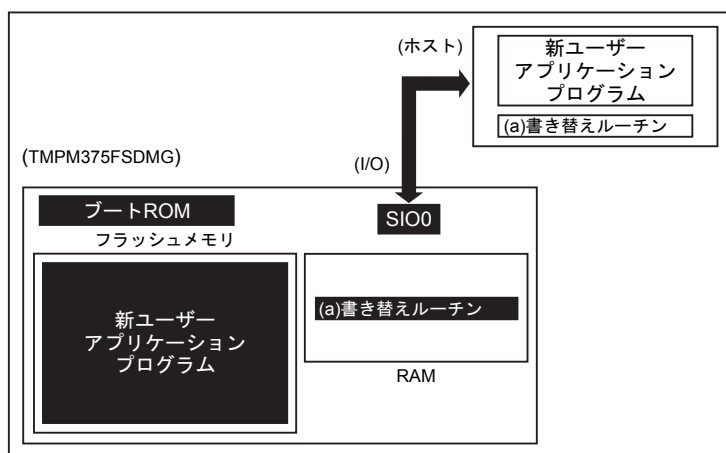 (ホスト)
新ユーザー
アプリケーション
プログラム
(a)書き替えルーチン
(TMPM375FSDMG)
(I/O)
ブートROM
SIO0
フラッシュメモリ
新ユーザー
アプリケーション
プログラム
(a)書き替えルーチン
RAM